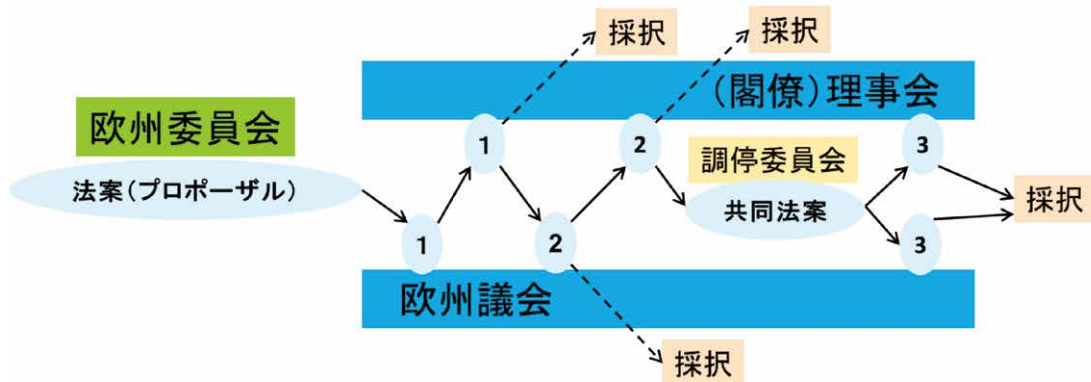 採択
採択
(閣僚)理事会
欧州委員会
1
2
調停委員会
3
法案(プロポーザル)
共同法案
採択
1
2
3
欧州議会
採択